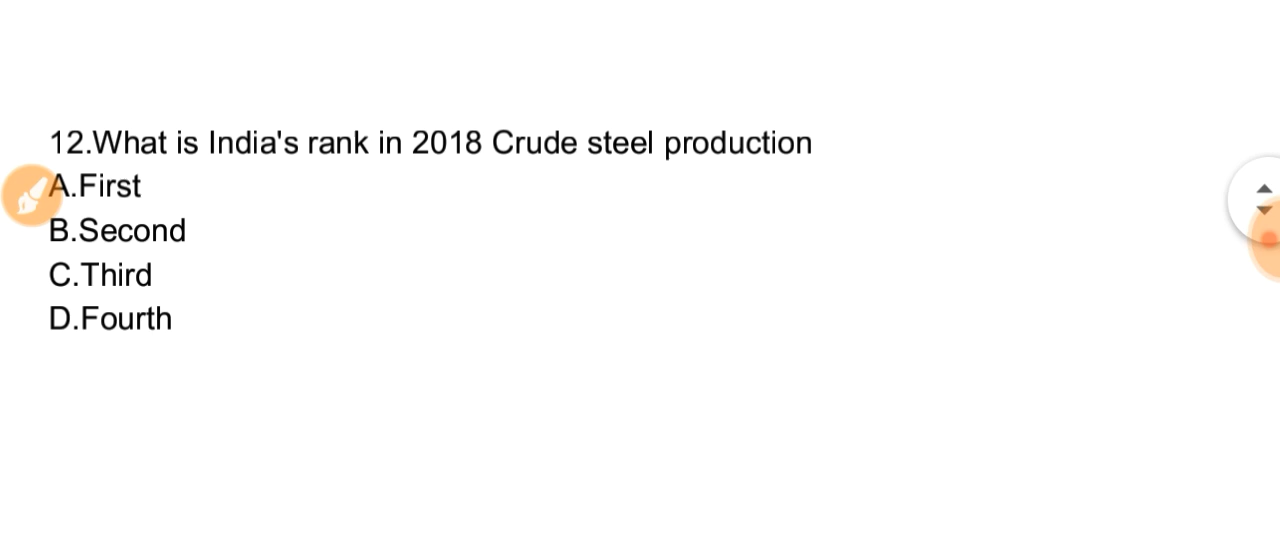 12.What is India's rank in 2018 Crude steel production
A.First
B.Second
C.Third
D.Fourth